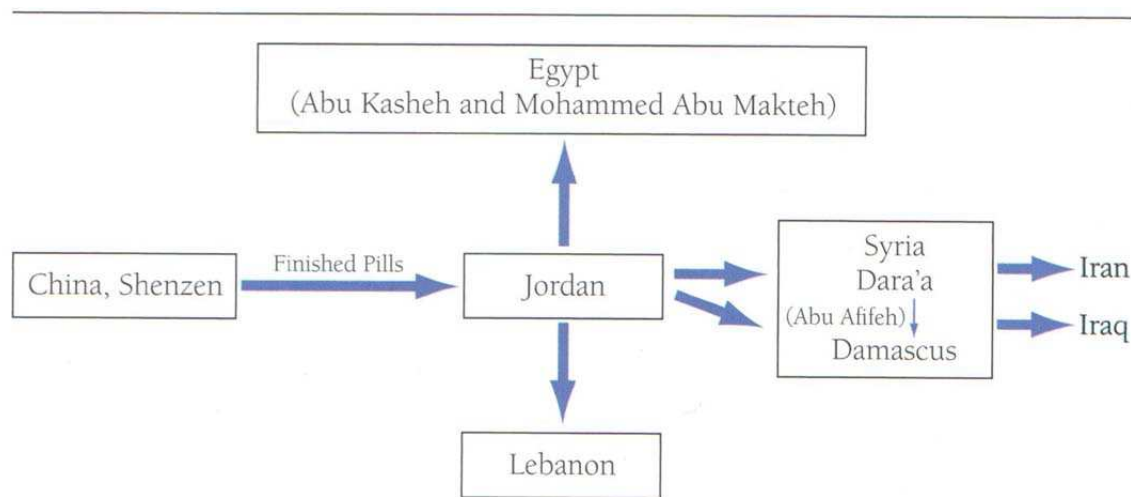 Egypt
(Abu Kasheh and Mohammed Abu Makteh)
China, Shenzen
Finished Pills
Jordan
Syria
Dara'a
(Abu Afifeh)
Damascus
Iran
Iraq
Lebanon